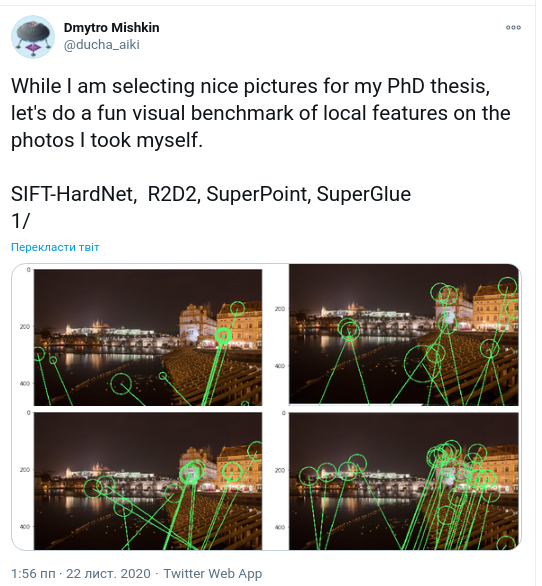 Dmytro Mishkin
@ducha_aiki
While I am selecting nice pictures for my PhD thesis,
let's do a fun visual benchmark of local features on the
photos I took myself.
SIFT-HardNet, R2D2, SuperPoint, SuperGlue
1/
Перекласти твіт
0
200
400
200
400
0
200
400
0
200
400
1:56 пп · 22 лист. 2020 · Twitter Web App